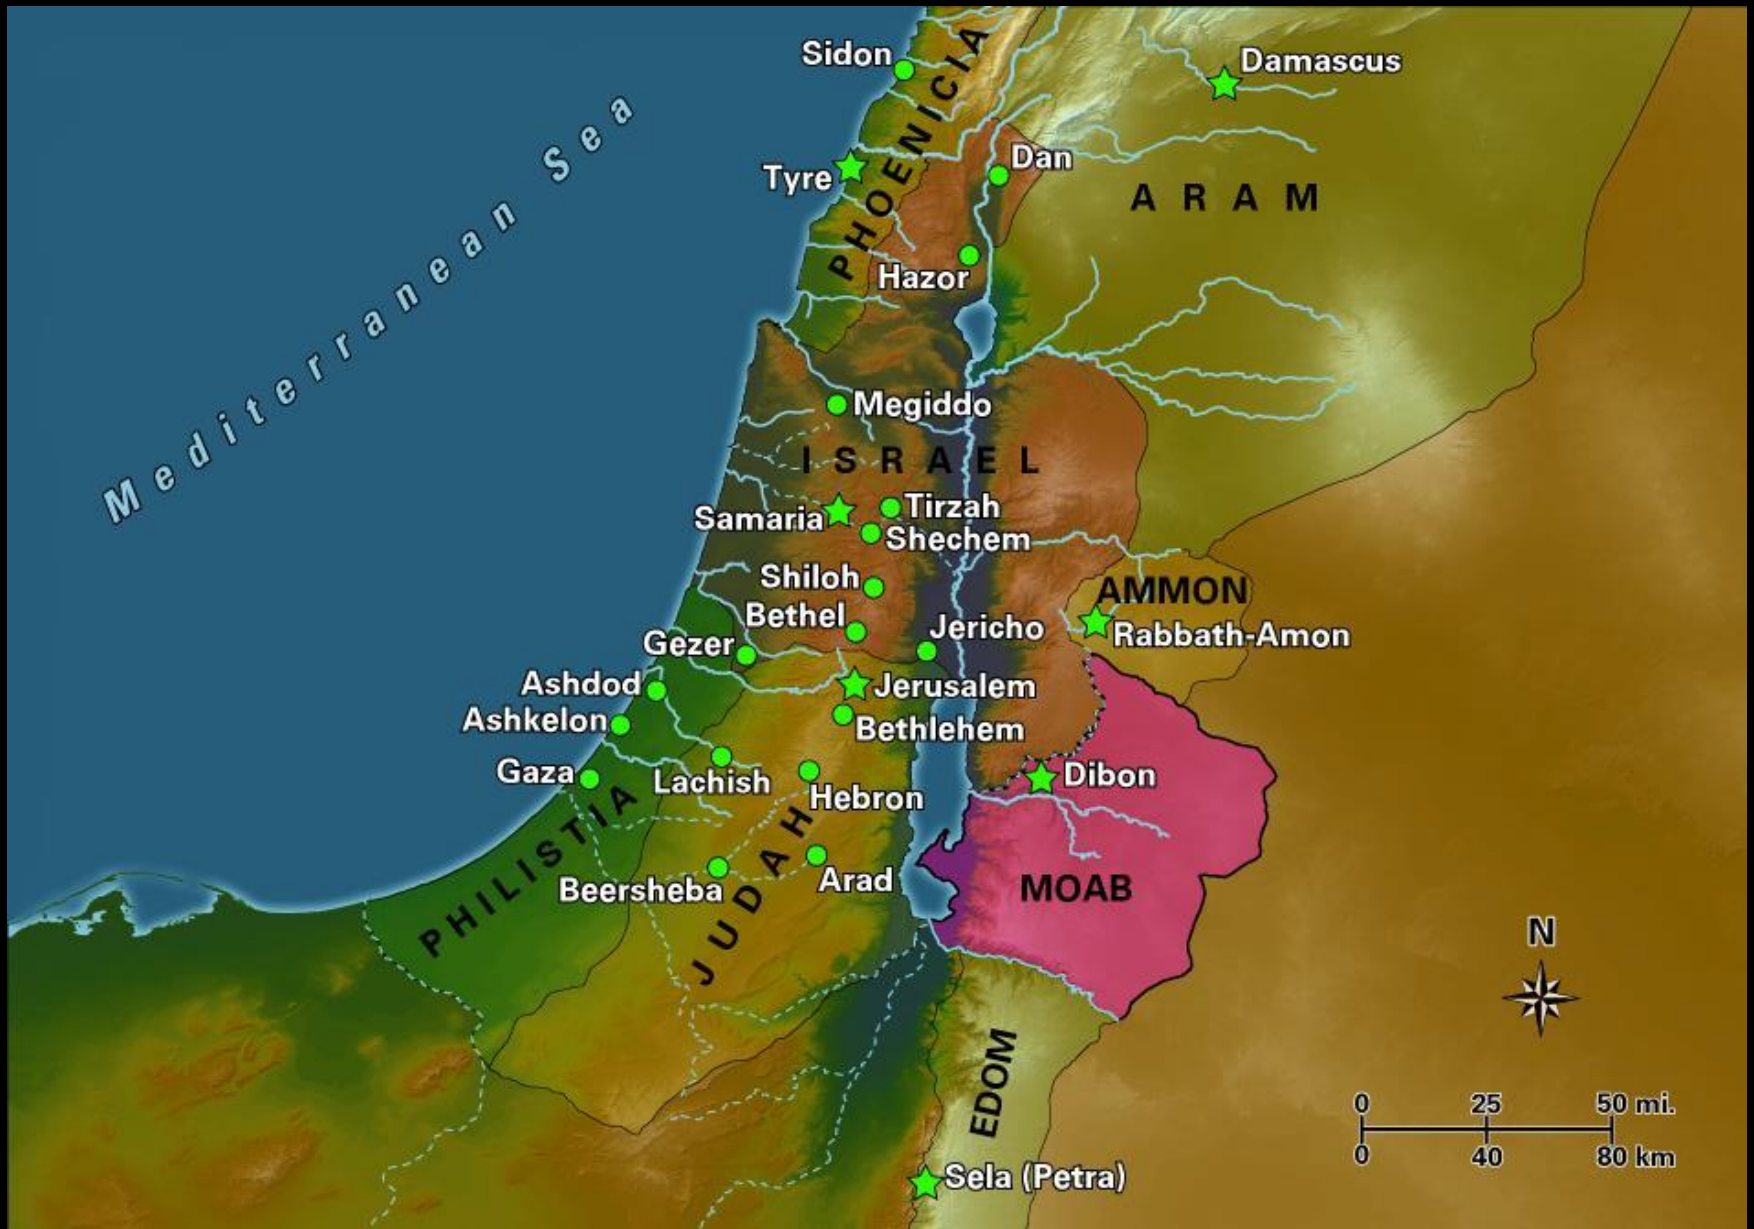 Sidon
PHOENICIA
Damascus
Mediterranean Sea
Tyre
Dan
ARAM
Hazor
Megiddo
ISRAEL
Samaria
Tirzah
Shechem
Shiloh
AMMON
Bethel
Jericho
Rabbath-Amon
Gezer
Ashdod
Jerusalem
Ashkelon
Bethlehem
Gaza
Lachish
Dibon
Hebron
PHILISTIA
JUDAH
Beersheba
Arad
MOAB
N
EDOM
0 25 50 mi.
0 40 80 km
Sela (Petra)